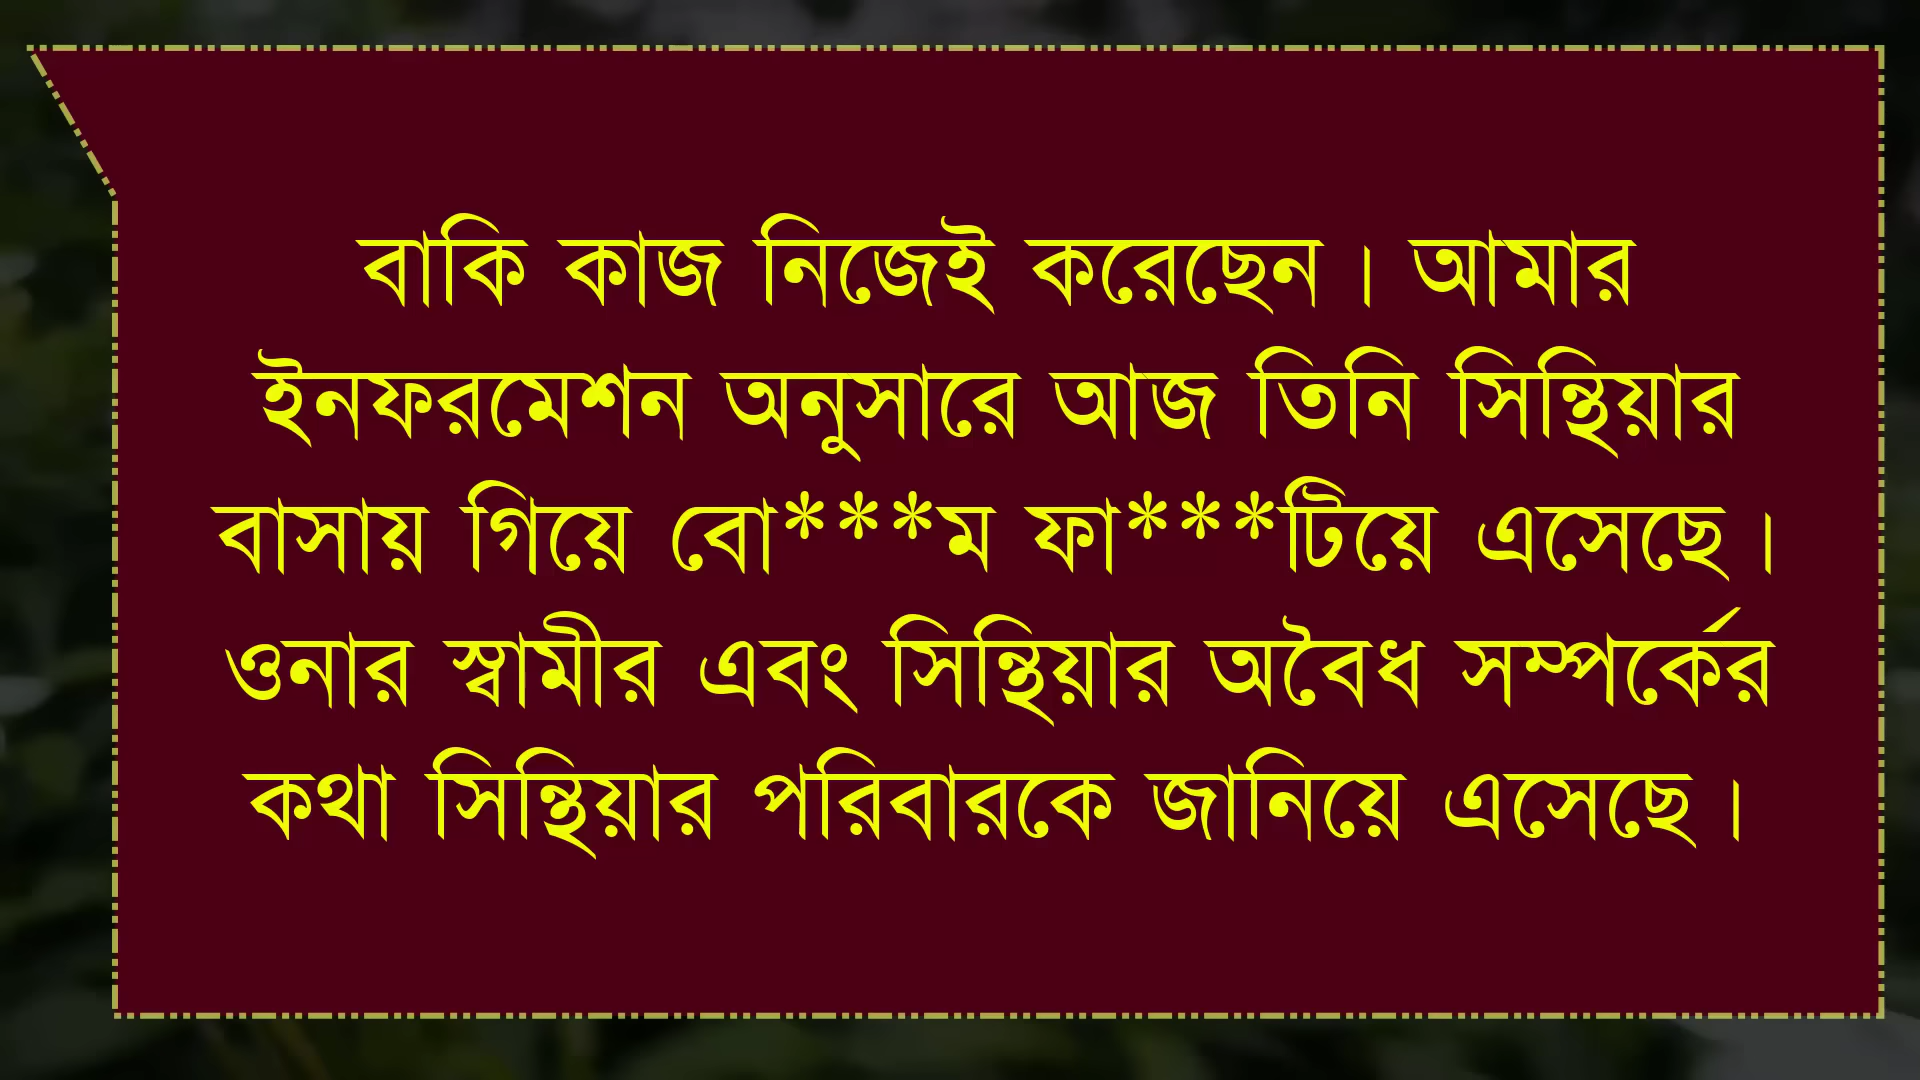 বাকি কাজ নিজেই করেছেন। আমার
ইনফরমেশন অনুসারে আজ তিনি সিন্থিয়ার
বাসায় গিয়ে বো***ম ফা***টিয়ে এসেছে।
ওনার স্বামীর এবং সিন্থিয়ার অবৈধ সম্পর্কের
কথা সিন্থিয়ার পরিবারকে জানিয়ে এসেছে।